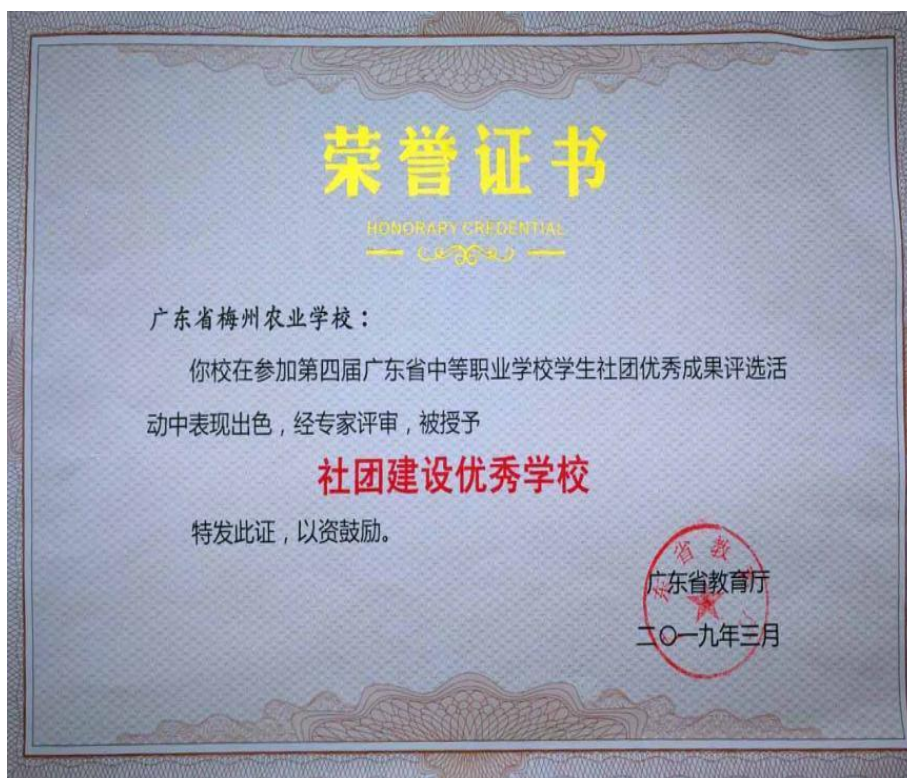 荣誉证书
HONORARY CREDENTIAL
广东省梅州农业学校：
你校在参加第四届广东省中等职业学校学生社团优秀成果评选活
动中表现出色，经专家评审，被授予
社团建设优秀学校
特发此证，以资鼓励。
广东省教育厅
二〇一九年三月
东省教